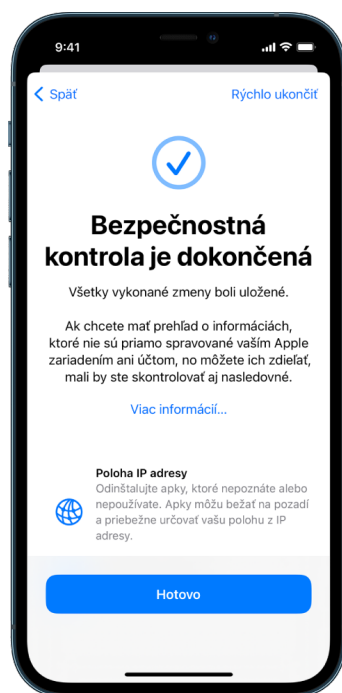 9:41
Späť
Rýchlo ukončiť
Bezpečnostná
kontrola je dokončená
Všetky vykonané zmeny boli uložené.
Ak chcete mať prehľad o informáciách,
ktoré nie sú priamo spravované vaším Apple
zariadením ani účtom, no môžete ich zdieľať,
mali by ste skontrolovať aj nasledovné.
Viac informácií...
Poloha IP adresy
Odinštalujte apky, ktoré nepoznáte alebo
nepoužívate. Apky môžu bežať na pozadí
a priebežne určovať vašu polohu z IP
adresy.
Hotovo